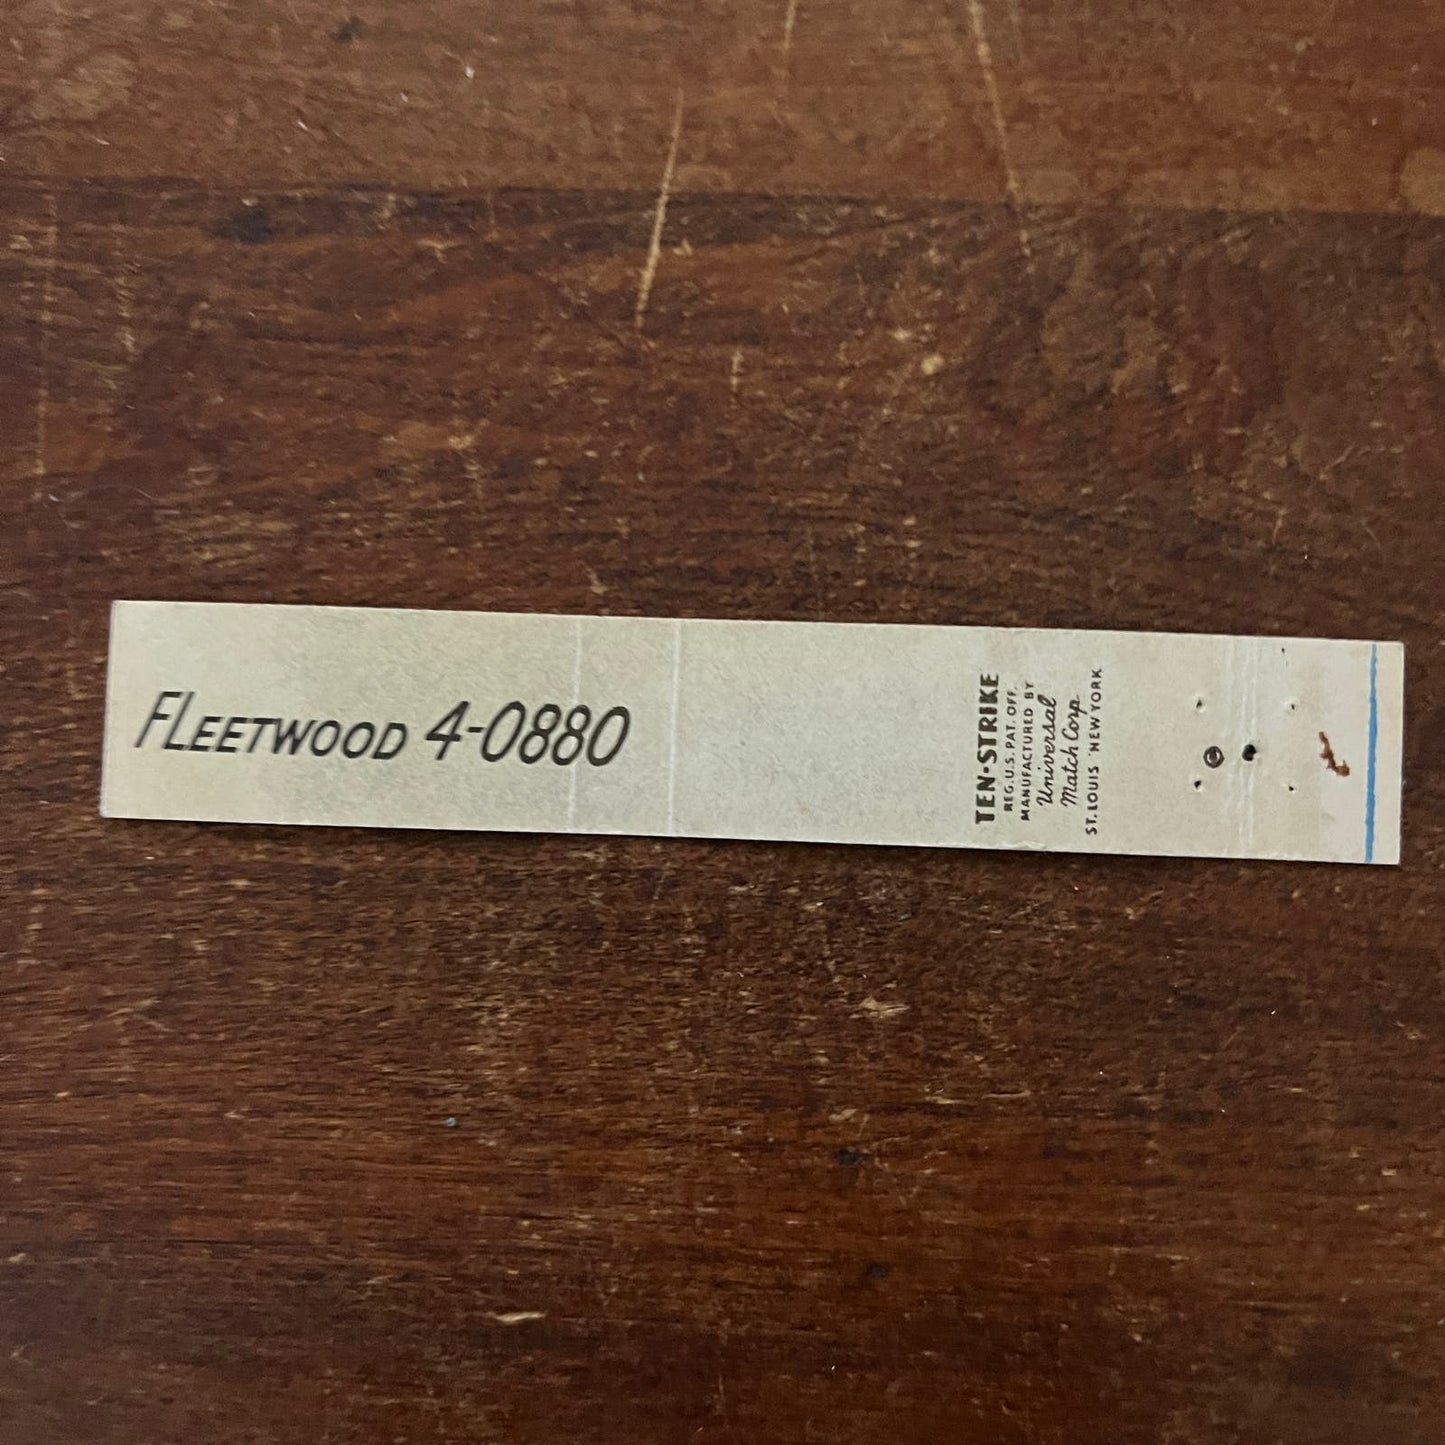 FLEETWOOD 4-0880
TEN·STRIKE
REG. U.S. PAT. OFF.
MANUFACTURED BY
Universal
Match Corp
ST. LOUIS NEW YORK